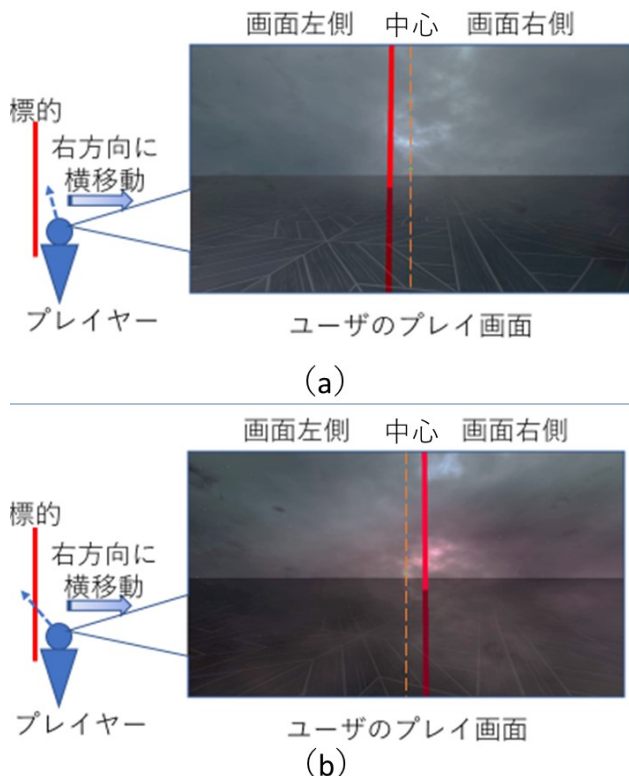 画面左側 中心 画面右側
標的
右方向に
横移動
プレイヤー
ユーザのプレイ画面
(a)
画面左側 中心 画面右側
標的
右方向に
横移動
プレイヤー
ユーザのプレイ画面
(b)